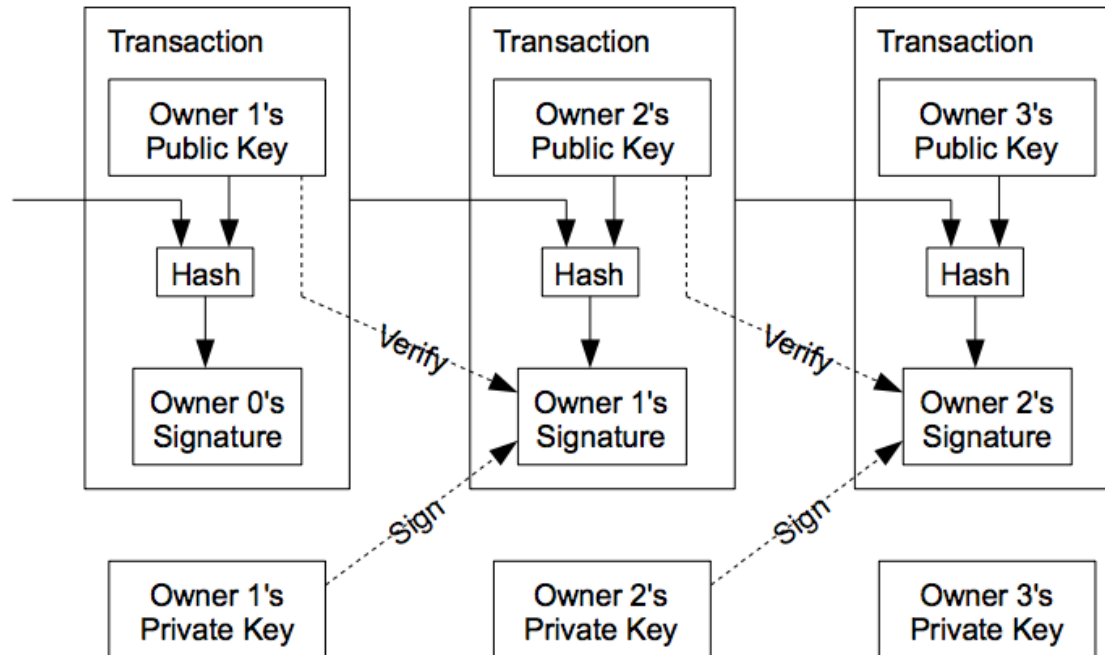 Transaction
Transaction
Transaction
Owner 1's
Public Key
Owner 2's
Public Key
Owner 3's
Public Key
Hash
Hash
Hash
Verify
Verify
Owner 0's
Signature
Owner 1's
Signature
Owner 2's
Signature
Sign
Sign
Owner 1's
Private Key
Owner 2's
Private Key
Owner 3's
Private Key